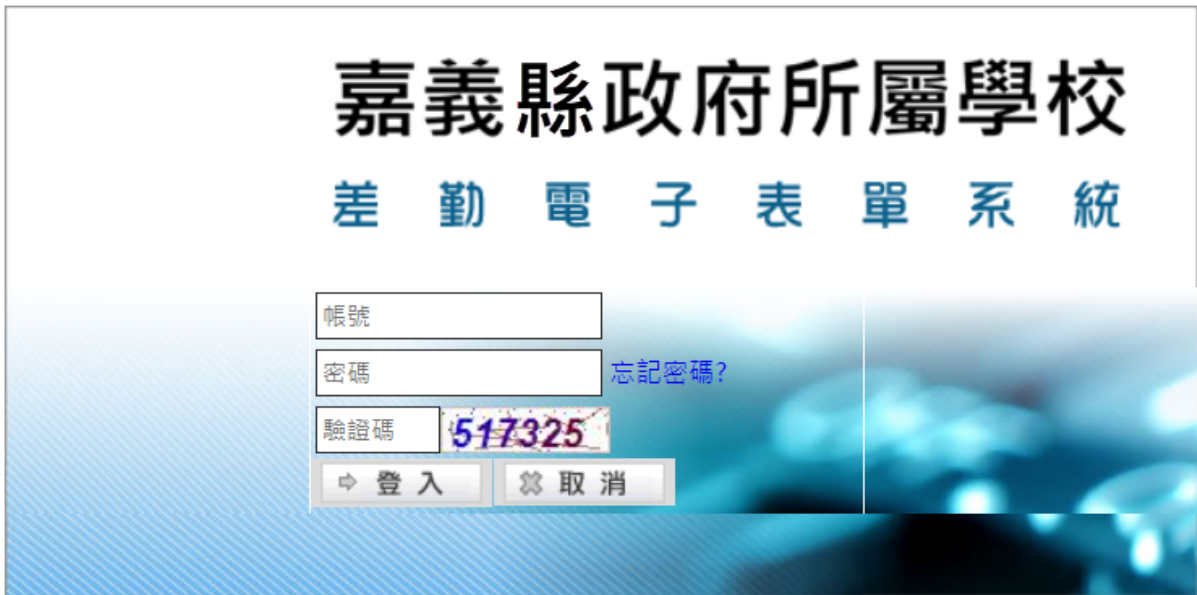 嘉義縣政府所屬學校
差勤電子表單系統
帳號
密碼 忘記密碼?
驗證碼 517325
登入 取消